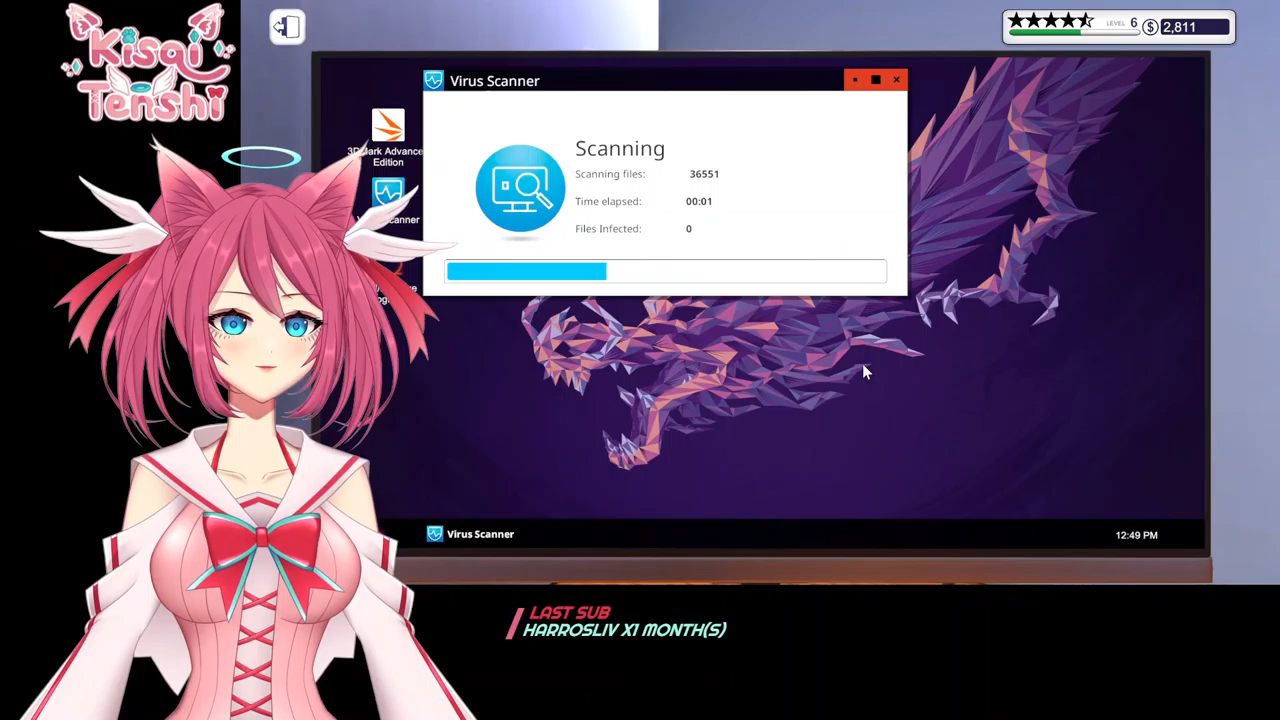 Kisai
Tenshi
LEVEL 6
$ 2,811
Virus Scanner
3DMark Advance
Edition
Scanning
Scanning files: 36551
Time elapsed: 00:01
Files Infected: 0
Virus Scanner
12:49 PM
LAST SUB
HARROSLIV X1 MONTH(S)